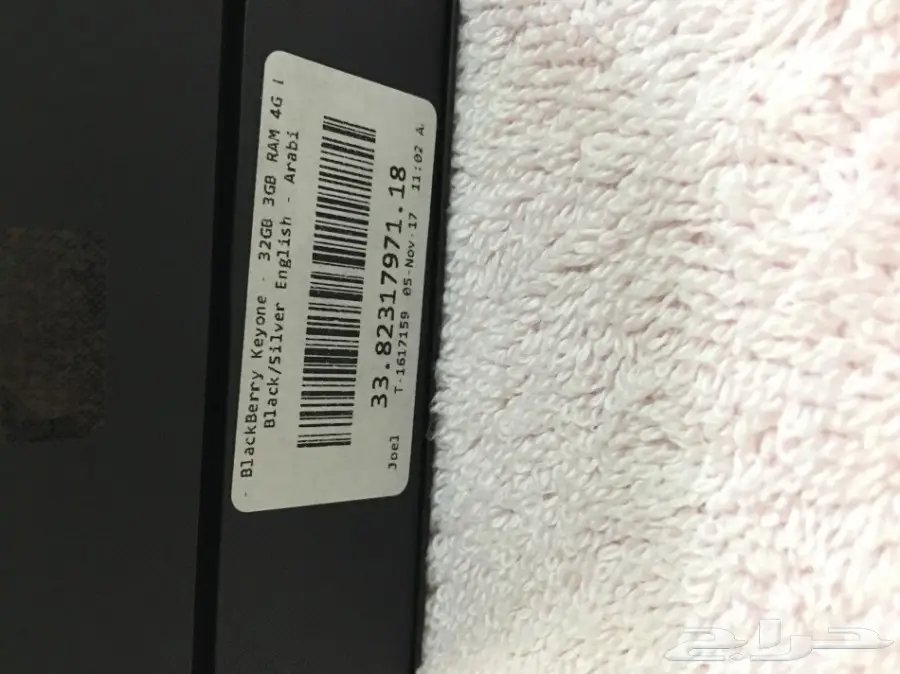 BlackBerry Keyone - 32GB 3GB RAM 4G l
Black/Silver English - Arabi
33.82317971.18
T-1617159 05-Nov-17 11:02 A
Joel
حراج